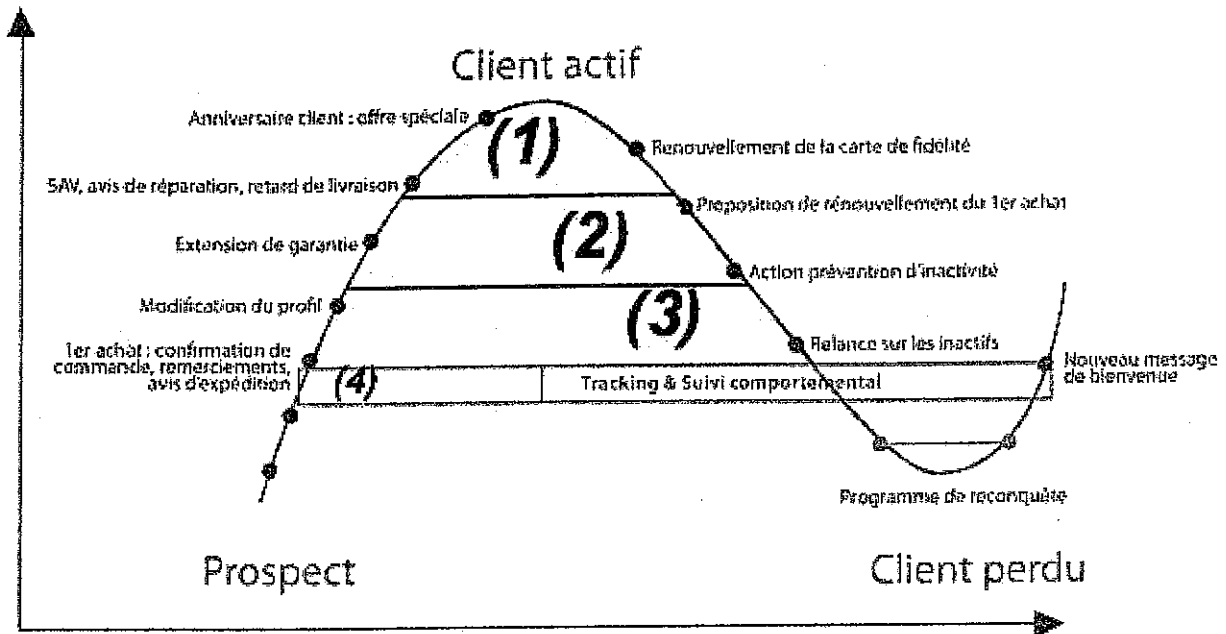 Client actif
Anniversaire client : offre spéciale
(1)
Renouvellement de la carte de fidélité
SAV, avis de réparation, retard de livraison
Proposition de rénouvellement du 1er achat
Extension de garantie
(2)
Action prévention d'inactivité
Modification du profil
(3)
Relance sur les inactifs
1er achat : confirmation de
commande, remerciements,
avis d'expédition
(4)
Tracking & Suivi comportemental
Nouveau message
de bienvenue
Programme de reconquête
Prospect
Client perdu